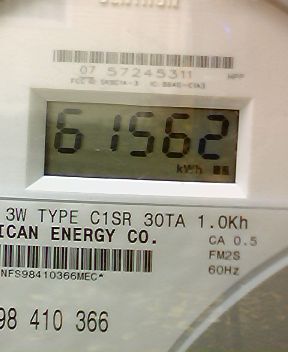 07 57245311 MPP
61562
kWh
3W TYPE C1SR 30TA 1.0Kh
ICAN ENERGY CO.
CA 0.5
FM2S
60Hz
NFS98410366MEC*
98 410 366